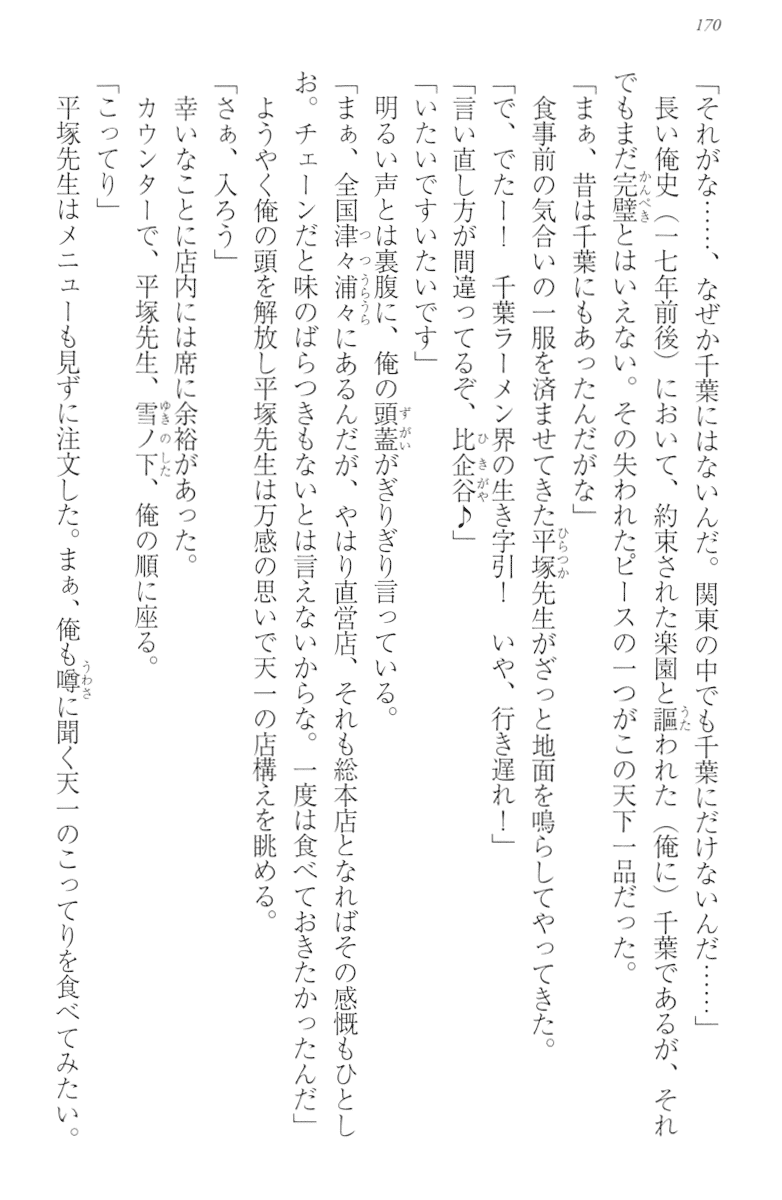 170
「それがな……、なぜか千葉にはないんだ。関東の中でも千葉にだけないんだ……」
　長い俺史（一七年前後）において、約束された楽園と謳われた（俺に）千葉であるが、それ
でもまだ完璧とはいえない。その失われたピースの一つがこの天下一品だった。
「まぁ、昔は千葉にもあったんだがな」
　食事前の気合いの一服を済ませてきた平塚先生がざっと地面を鳴らしてやってきた。
「で、でたー！　千葉ラーメン界の生き字引！　いや、行き遅れ！」
「言い直し方が間違ってるぞ、比企谷♪」
「いたいですいたいです」
　明るい声とは裏腹に、俺の頭蓋がぎりぎり言っている。
「まぁ、全国津々浦々にあるんだが、やはり直営店、それも総本店となればその感慨もひとし
お。チェーンだと味のばらつきもないとは言えないからな。一度は食べておきたかったんだ」
　ようやく俺の頭を解放し平塚先生は万感の思いで天一の店構えを眺める。
「さぁ、入ろう」
　幸いなことに店内には席に余裕があった。
　カウンターで、平塚先生、雪ノ下、俺の順に座る。
「こってり」
　平塚先生はメニューも見ずに注文した。まぁ、俺も噂に聞く天一のこってりを食べてみたい。